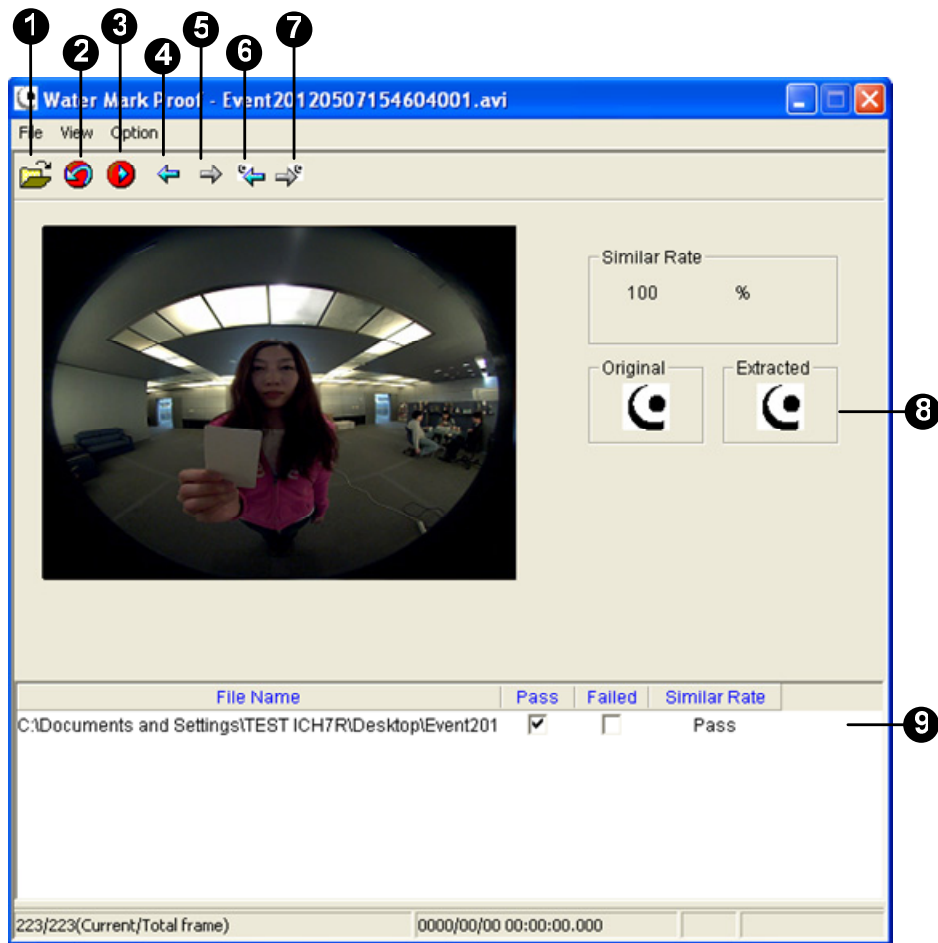 1 2 3 4 5 6 7
Water Mark Proof - Event20120507154604001.avi
File View Option
Similar Rate
100 %
Original Extracted
8
File Name Pass Failed Similar Rate
C:\Documents and Settings\TEST ICH7R\Desktop\Event201 Pass
9
223/223(Current/Total frame) 0000/00/00 00:00:00.000